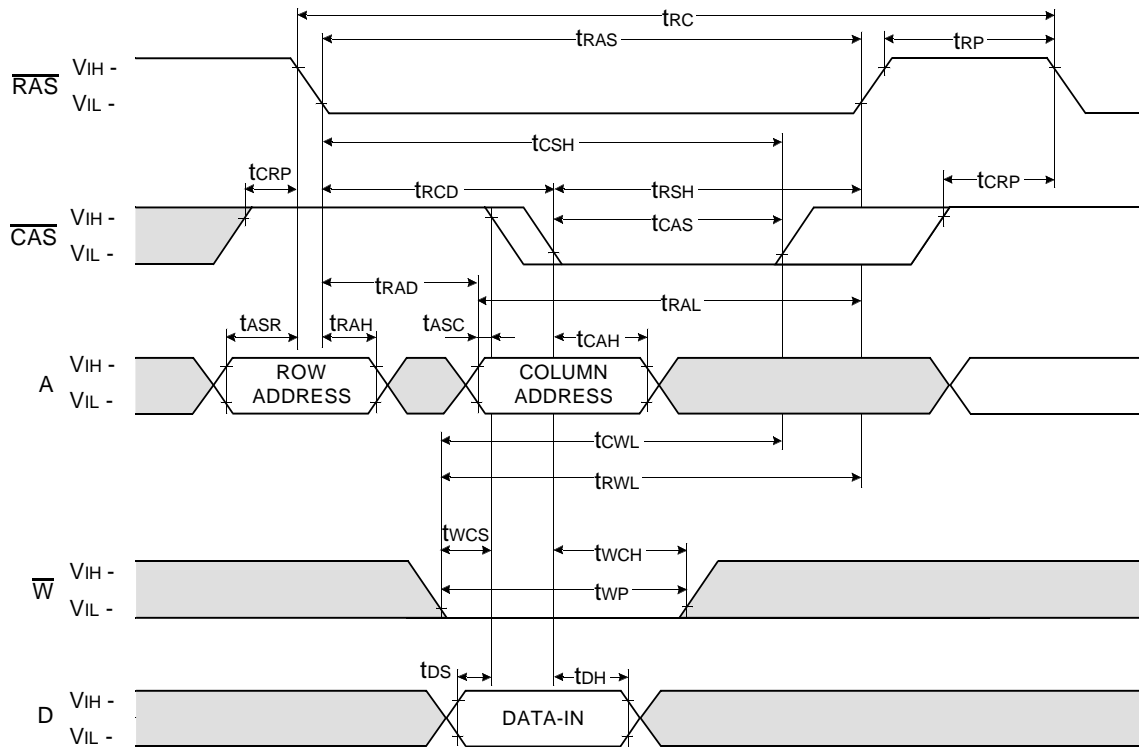 tRC
tRAS
tRP
RAS
VIH -
VIL -
tCSH
tCRP
tRCD
tRSH
tCRP
CAS
VIH -
VIL -
tCAS
tRAD
tRAL
tASR
tRAH
tASC
tCAH
A
VIH -
VIL -
ROW
ADDRESS
COLUMN
ADDRESS
tCWL
tRWL
tWCS
tWCH
W
VIH -
VIL -
tWP
tDS
tDH
D
VIH -
VIL -
DATA-IN